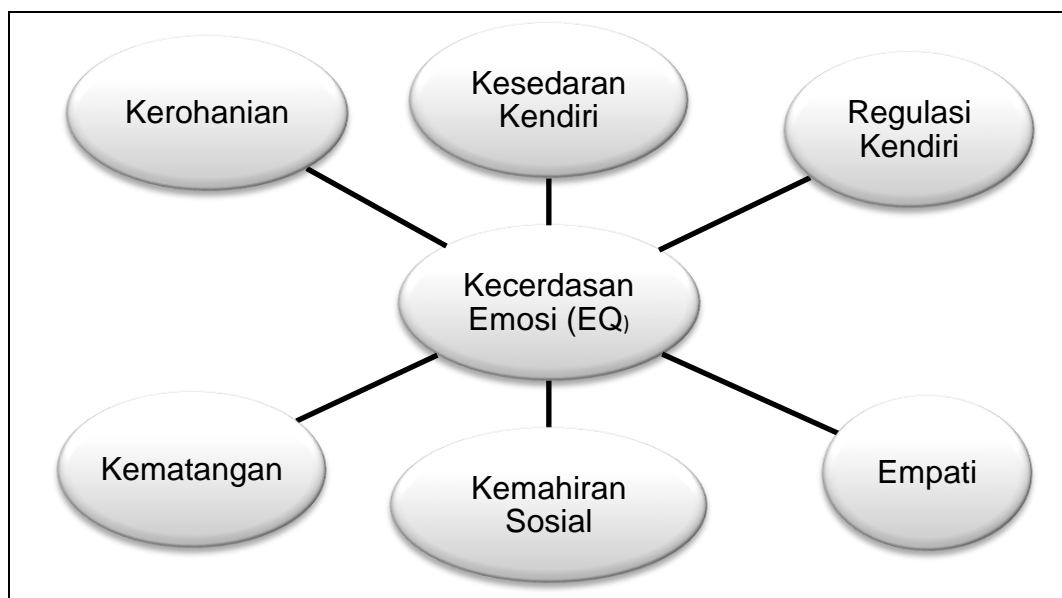 Kerohanian
Kesedaran
Kendiri
Regulasi
Kendiri
Kecerdasan
Emosi (EQ)
Kematangan
Kemahiran
Sosial
Empati